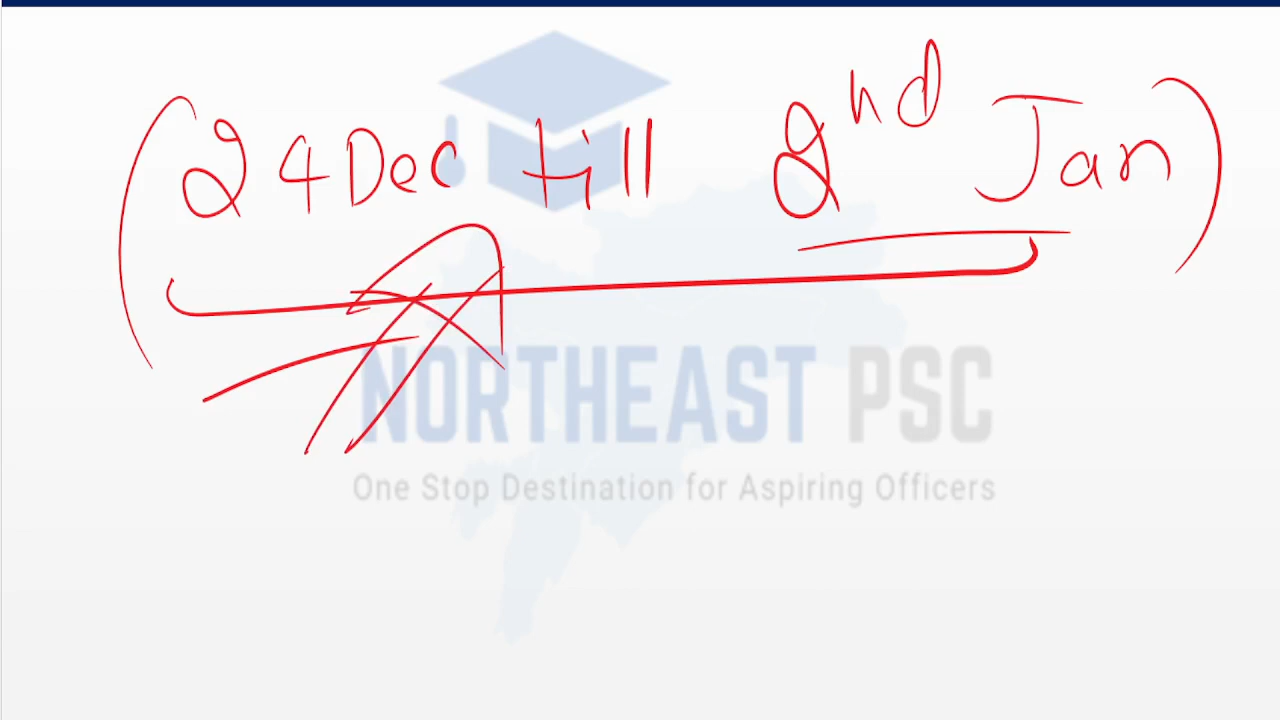 (24 Dec till 2nd Jan)
NORTHEAST PSC
One Stop Destination for Aspiring Officers